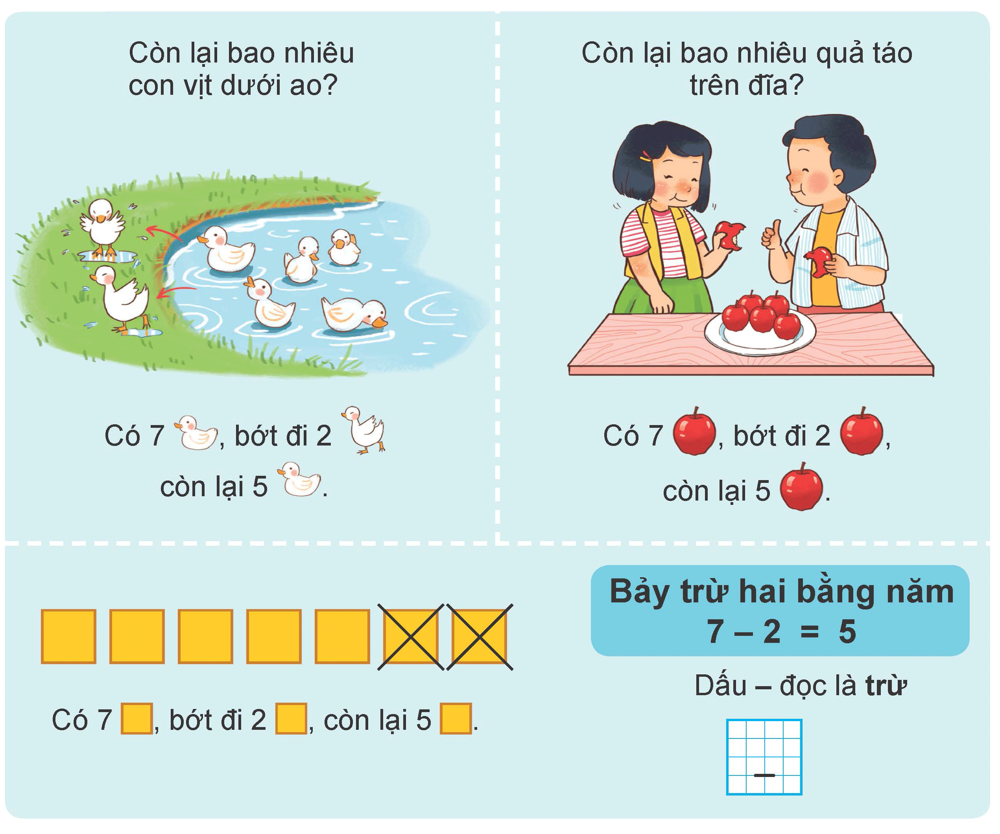 Còn lại bao nhiêu
con vịt dưới ao?
Có 7 , bớt đi 2
còn lại 5 .
Còn lại bao nhiêu quả táo
trên đĩa?
Có 7 , bớt đi 2 ,
còn lại 5 .
Có 7 , bớt đi 2 , còn lại 5 .
Bảy trừ hai bằng năm
7 – 2 = 5
Dấu – đọc là trừ
–